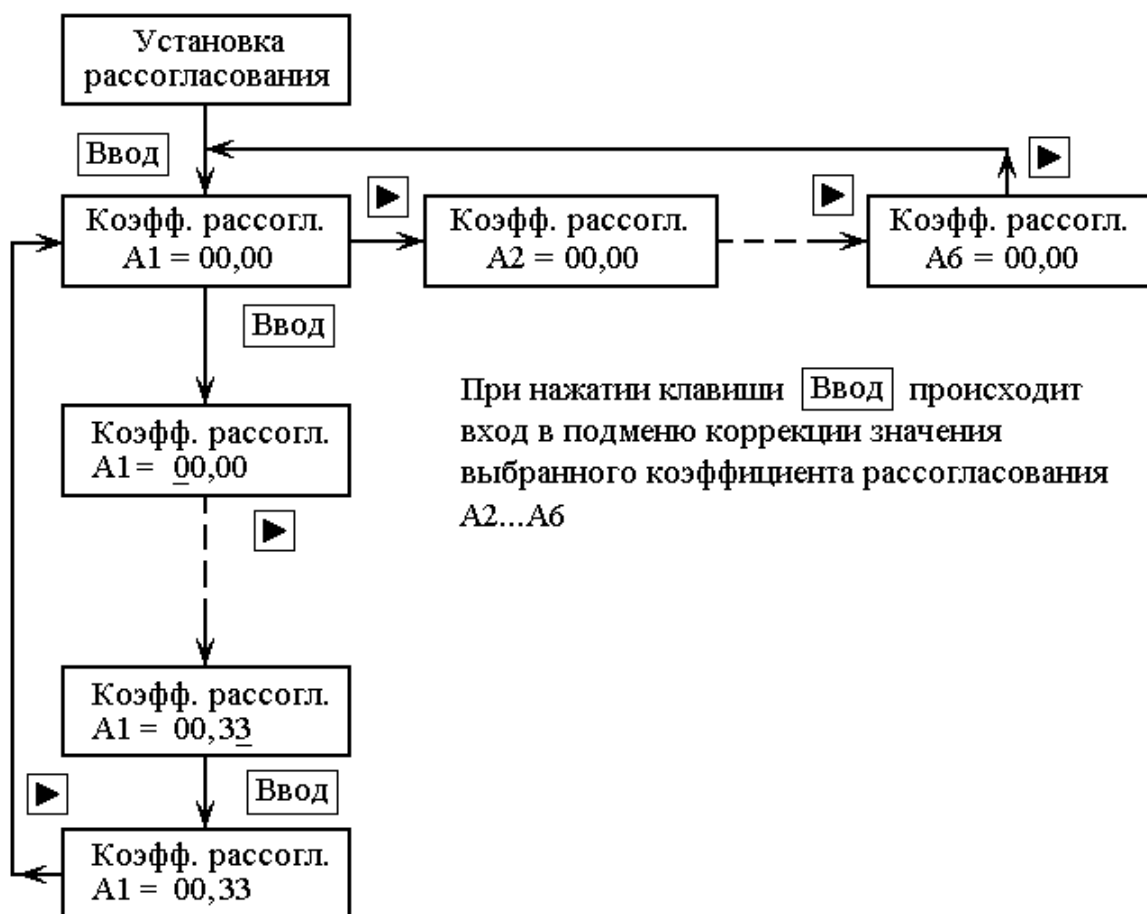 Установка
рассогласования
Ввод
Коэфф. рассогл.
А1 = 00,00
Коэфф. рассогл.
А2 = 00,00
Коэфф. рассогл.
А6 = 00,00
Ввод
Коэфф. рассогл.
А1 = 00,00
При нажатии клавиши Ввод происходит
вход в подменю коррекции значения
выбранного коэффициента рассогласования
А2...А6
Коэфф. рассогл.
А1 = 00,33
Ввод
Коэфф. рассогл.
А1 = 00,33